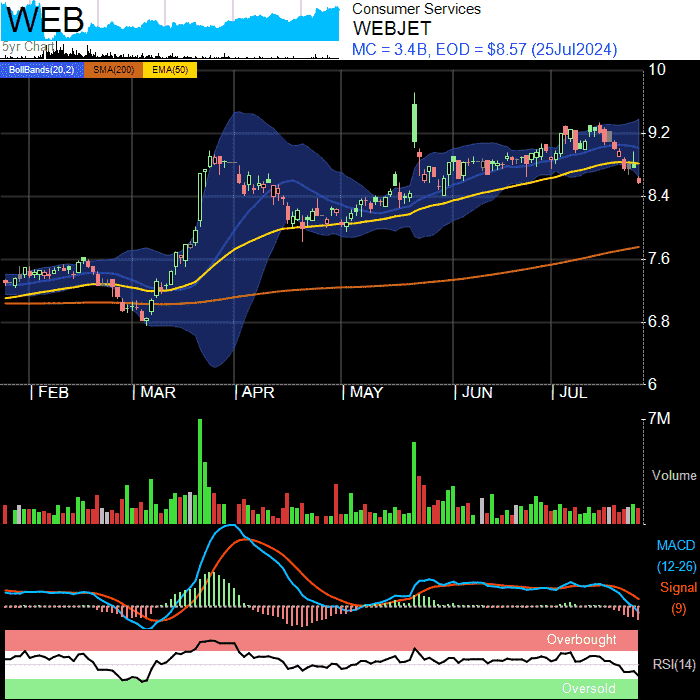 WEB
5yr Chart
Consumer Services
WEBJET
MC = 3.4B, EOD = $8.57 (25Jul2024)
BollBands(20,2) SMA(200) EMA(50)
10
9.2
8.4
7.6
6.8
6
FEB MAR APR MAY JUN JUL
7M
Volume
MACD
(12-26)
Signal
(9)
Overbought
RSI(14)
Oversold